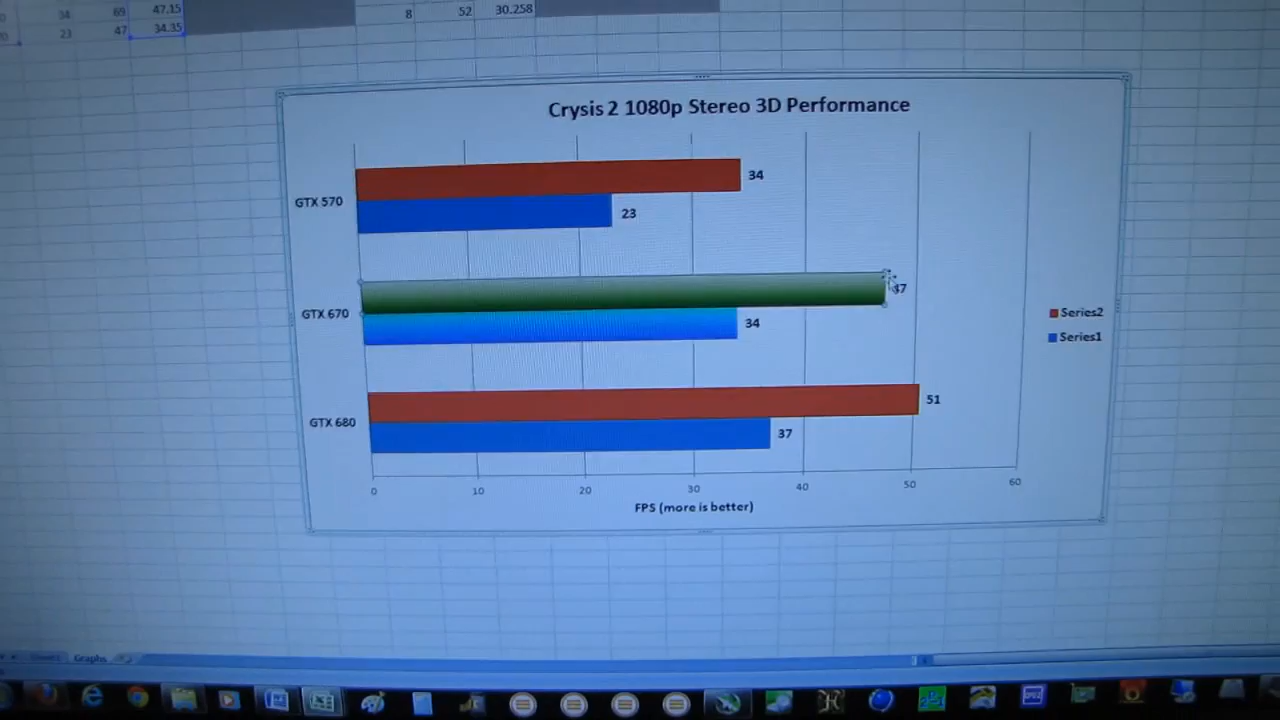 34 69 47.15 8 52 30.258
23 47 34.35
Crysis 2 1080p Stereo 3D Performance
34
GTX 570
23
GTX 670
34
Series2
Series1
51
GTX 680
37
0 10 20 30 40 50 60
FPS (more is better)
Graphs